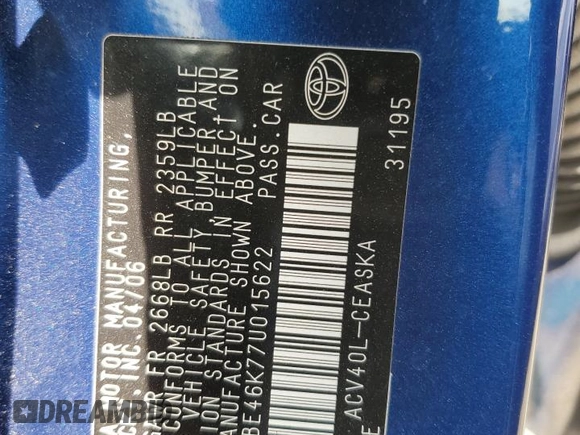 MOTOR MANUFACTURING,
INC. 04/06
FR 2668LB RR 2359LB
CONFORMS TO ALL APPLICABLE
VEHICLE SAFETY BUMPER AND
STANDARDS IN EFFECT ON
MANUFACTURE SHOWN ABOVE.
BE46K77U015622 PASS.CAR
ACV40L-CEASKA
31195